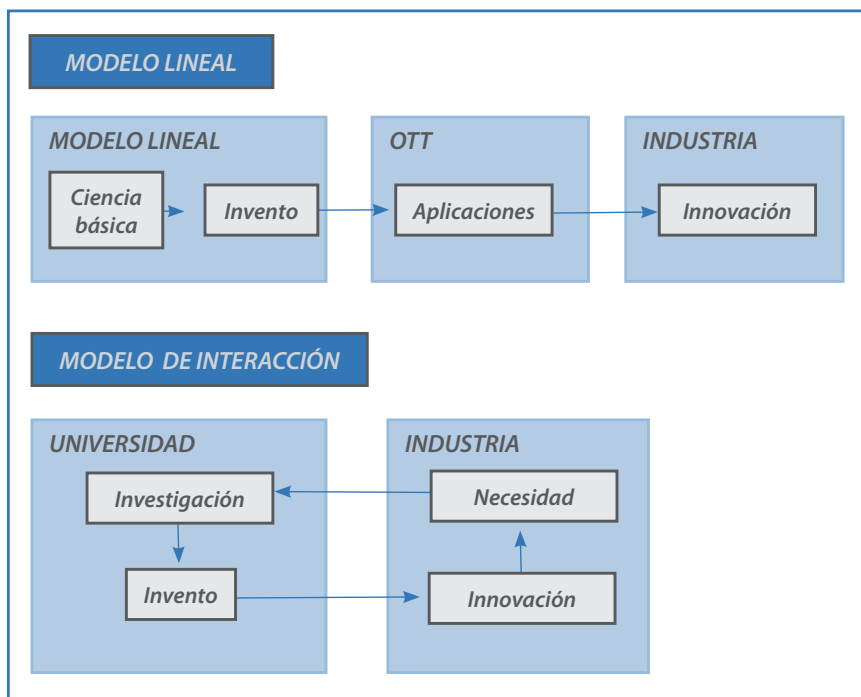 MODELO LINEAL
MODELO LINEAL
Ciencia
básica
Invento
OTT
Aplicaciones
INDUSTRIA
Innovación
MODELO DE INTERACCIÓN
UNIVERSIDAD
Investigación
Invento
INDUSTRIA
Necesidad
Innovación